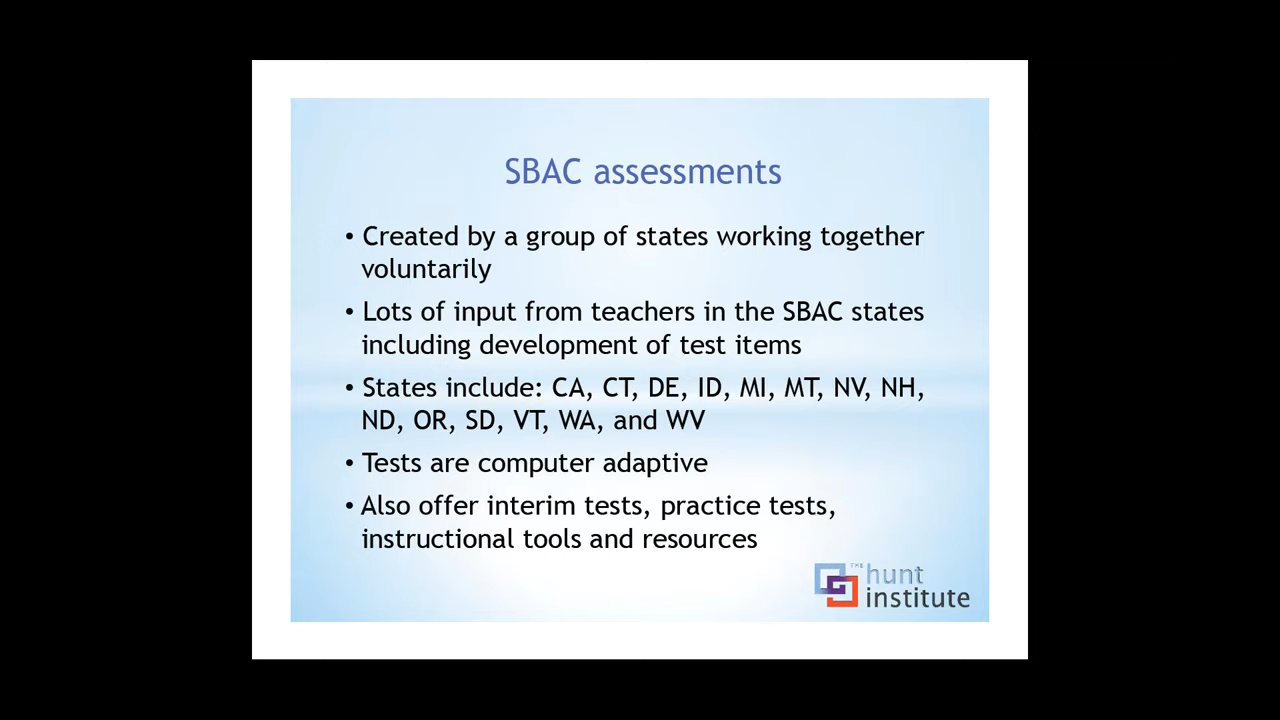 SBAC assessments
• Created by a group of states working together
voluntarily
• Lots of input from teachers in the SBAC states
including development of test items
• States include: CA, CT, DE, ID, MI, MT, NV, NH,
ND, OR, SD, VT, WA, and WV
• Tests are computer adaptive
• Also offer interim tests, practice tests,
instructional tools and resources
THE hunt
institute